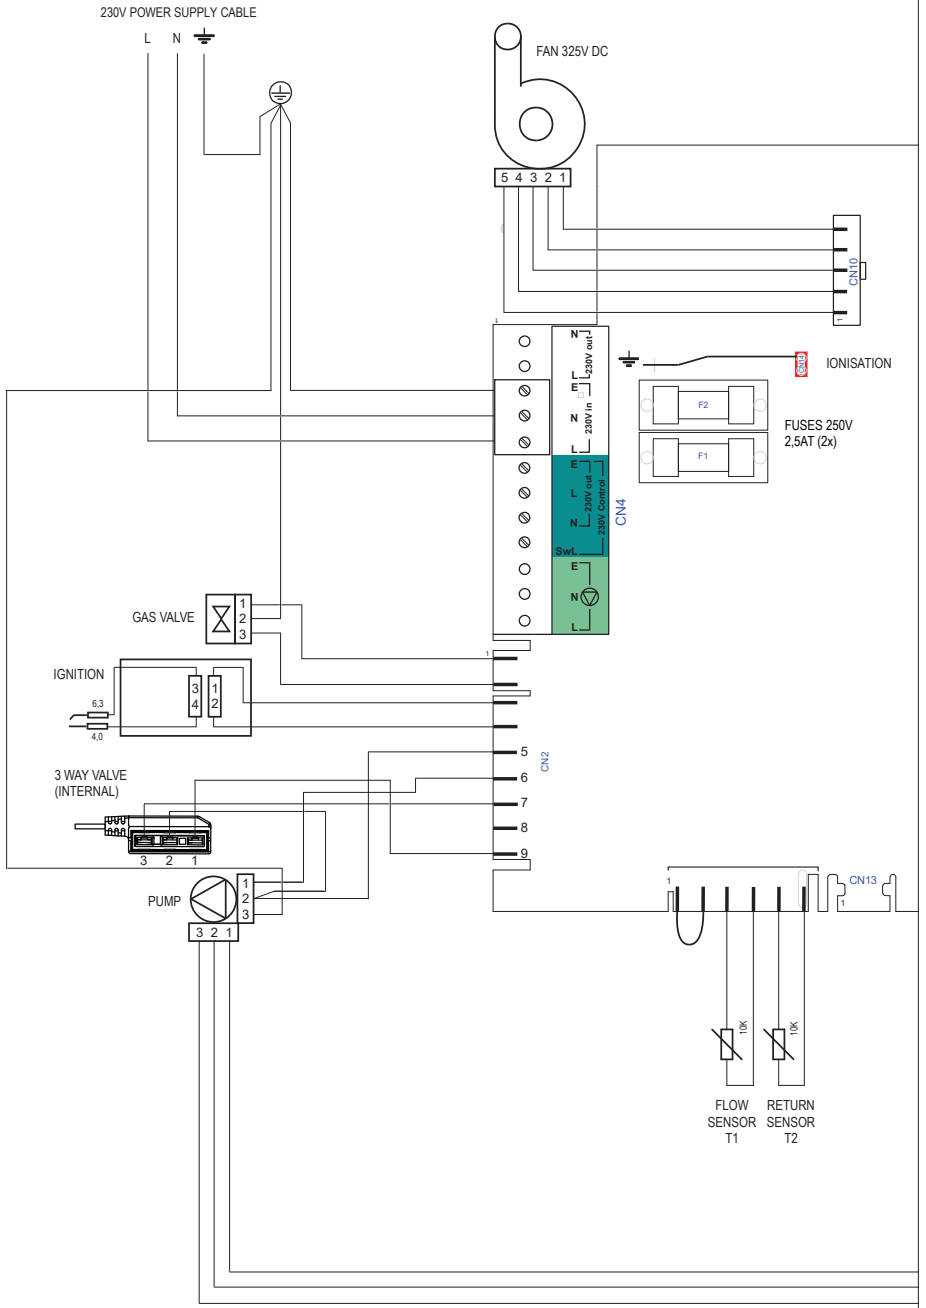 230V POWER SUPPLY CABLE
L N
FAN 325V DC
5 4 3 2 1
CN10
1
1
N
L
230V out
E
N
L
230V in
E
L
N
230V out
SwL
230V Control
E
N
L
CN4
CN14
IONISATION
F2
F1
FUSES 250V
2,5AT (2x)
GAS VALVE
1
2
3
1
IGNITION
6,3
4,0
3
4
1
2
5
6
7
8
9
CN2
3 WAY VALVE
(INTERNAL)
3 2 1
PUMP
1
2
3
3 2 1
1
CN13
1
10K
10K
FLOW
SENSOR
T1
RETURN
SENSOR
T2